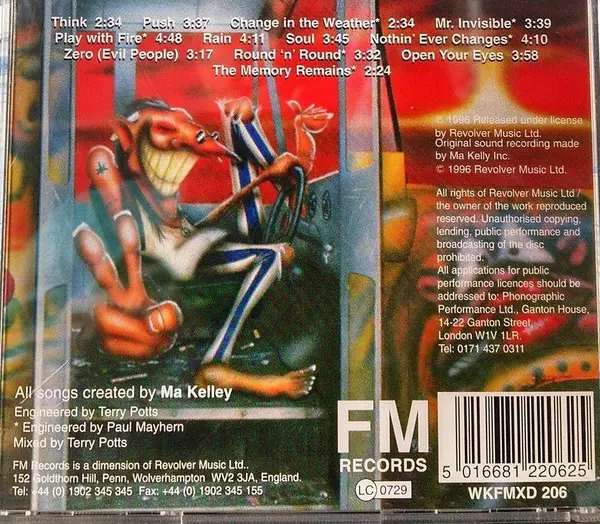 Think 2:34 Push 3:37 Change in the Weather* 2:34 Mr. Invisible* 3:39
Play with Fire* 4:48 Rain 4:11 Soul 3:45 Nothin' Ever Changes* 4:10
Zero (Evil People) 3:17 Round 'n' Round* 3:32 Open Your Eyes 3:58
The Memory Remains* 2:24
℗ 1996 Released under license
by Revolver Music Ltd.
Original sound recording made
by Ma Kelly Inc.
© 1996 Revolver Music Ltd.
All rights of Revolver Music Ltd /
the owner of the work reproduced
reserved. Unauthorised copying,
lending, public performance and
broadcasting of the disc
prohibited.
All applications for public
performance licences should be
addressed to: Phonographic
Performance Ltd., Ganton House,
14-22 Ganton Street,
London W1V 1LR.
Tel: 0171 437 0311
All songs created by Ma Kelley
Engineered by Terry Potts
* Engineered by Paul Mayhern
Mixed by Terry Potts
FM Records is a dimension of Revolver Music Ltd..
152 Goldthorn Hill, Penn, Wolverhampton WV2 3JA, England.
Tel: +44 (0) 1902 345 345 Fax: +44 (0) 1902 345 155
FM
RECORDS
LC 0729
5 016681 220625
WKFMXD 206